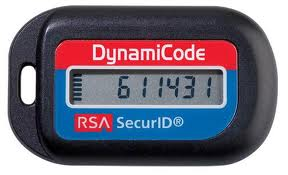 DynamiCode
611431
RSA SecurID®